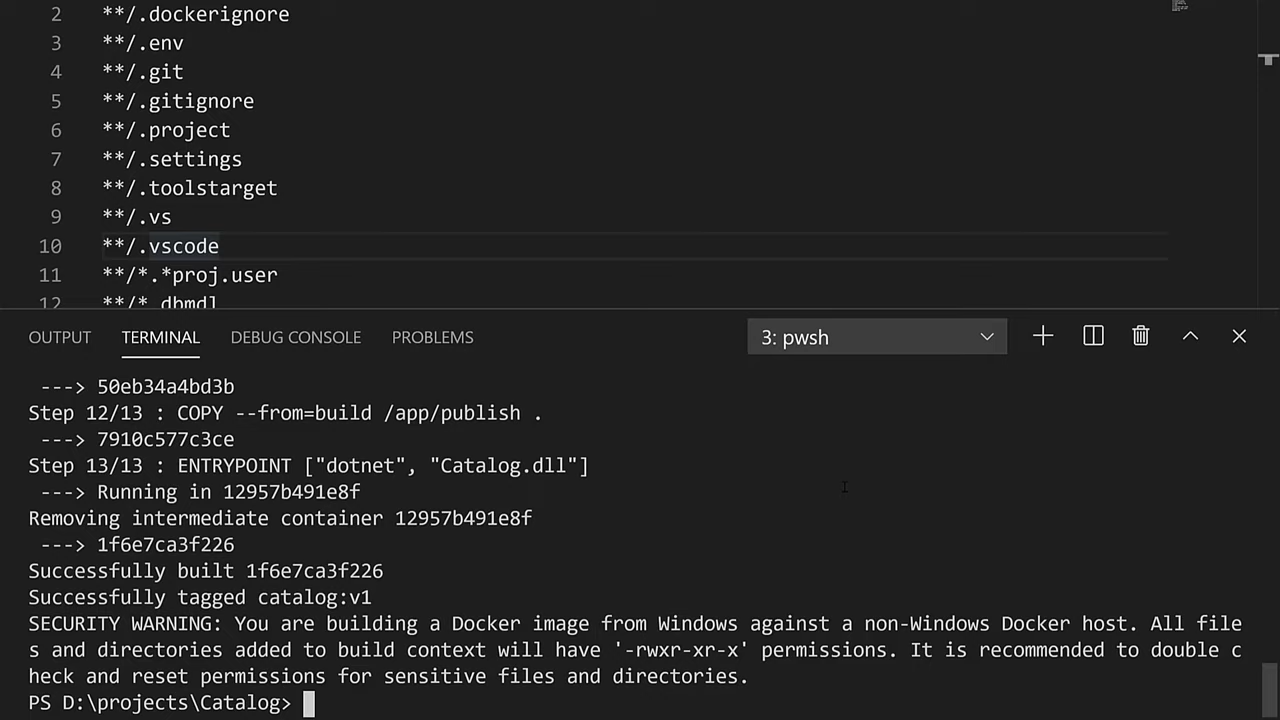 2 **/.dockerignore
3 **/.env
4 **/.git
5 **/.gitignore
6 **/.project
7 **/.settings
8 **/.toolstarget
9 **/.vs
10 **/.vscode
11 **/*.*proj.user
12 **/*.dbmdl
OUTPUT TERMINAL DEBUG CONSOLE PROBLEMS 3: pwsh
---> 50eb34a4bd3b
Step 12/13 : COPY --from=build /app/publish .
---> 7910c577c3ce
Step 13/13 : ENTRYPOINT ["dotnet", "Catalog.dll"]
---> Running in 12957b491e8f
Removing intermediate container 12957b491e8f
---> 1f6e7ca3f226
Successfully built 1f6e7ca3f226
Successfully tagged catalog:v1
SECURITY WARNING: You are building a Docker image from Windows against a non-Windows Docker host. All file
s and directories added to build context will have '-rwxr-xr-x' permissions. It is recommended to double c
heck and reset permissions for sensitive files and directories.
PS D:\projects\Catalog>